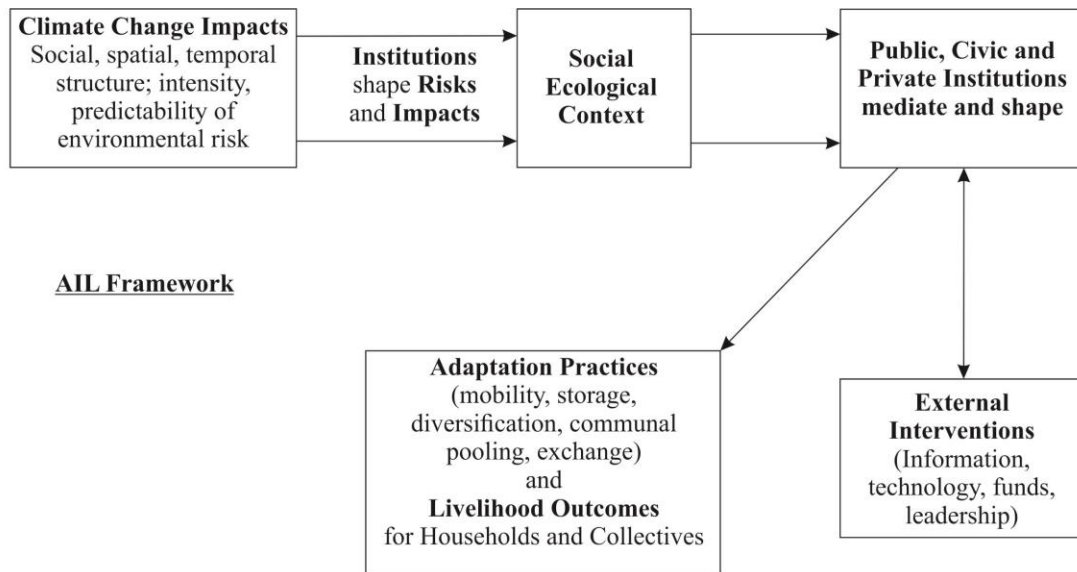 Climate Change Impacts
Social, spatial, temporal
structure; intensity,
predictability of
environmental risk
Institutions
shape Risks
and Impacts
Social
Ecological
Context
Public, Civic and
Private Institutions
mediate and shape
AIL Framework
Adaptation Practices
(mobility, storage,
diversification, communal
pooling, exchange)
and
Livelihood Outcomes
for Households and Collectives
External
Interventions
(Information,
technology, funds,
leadership)